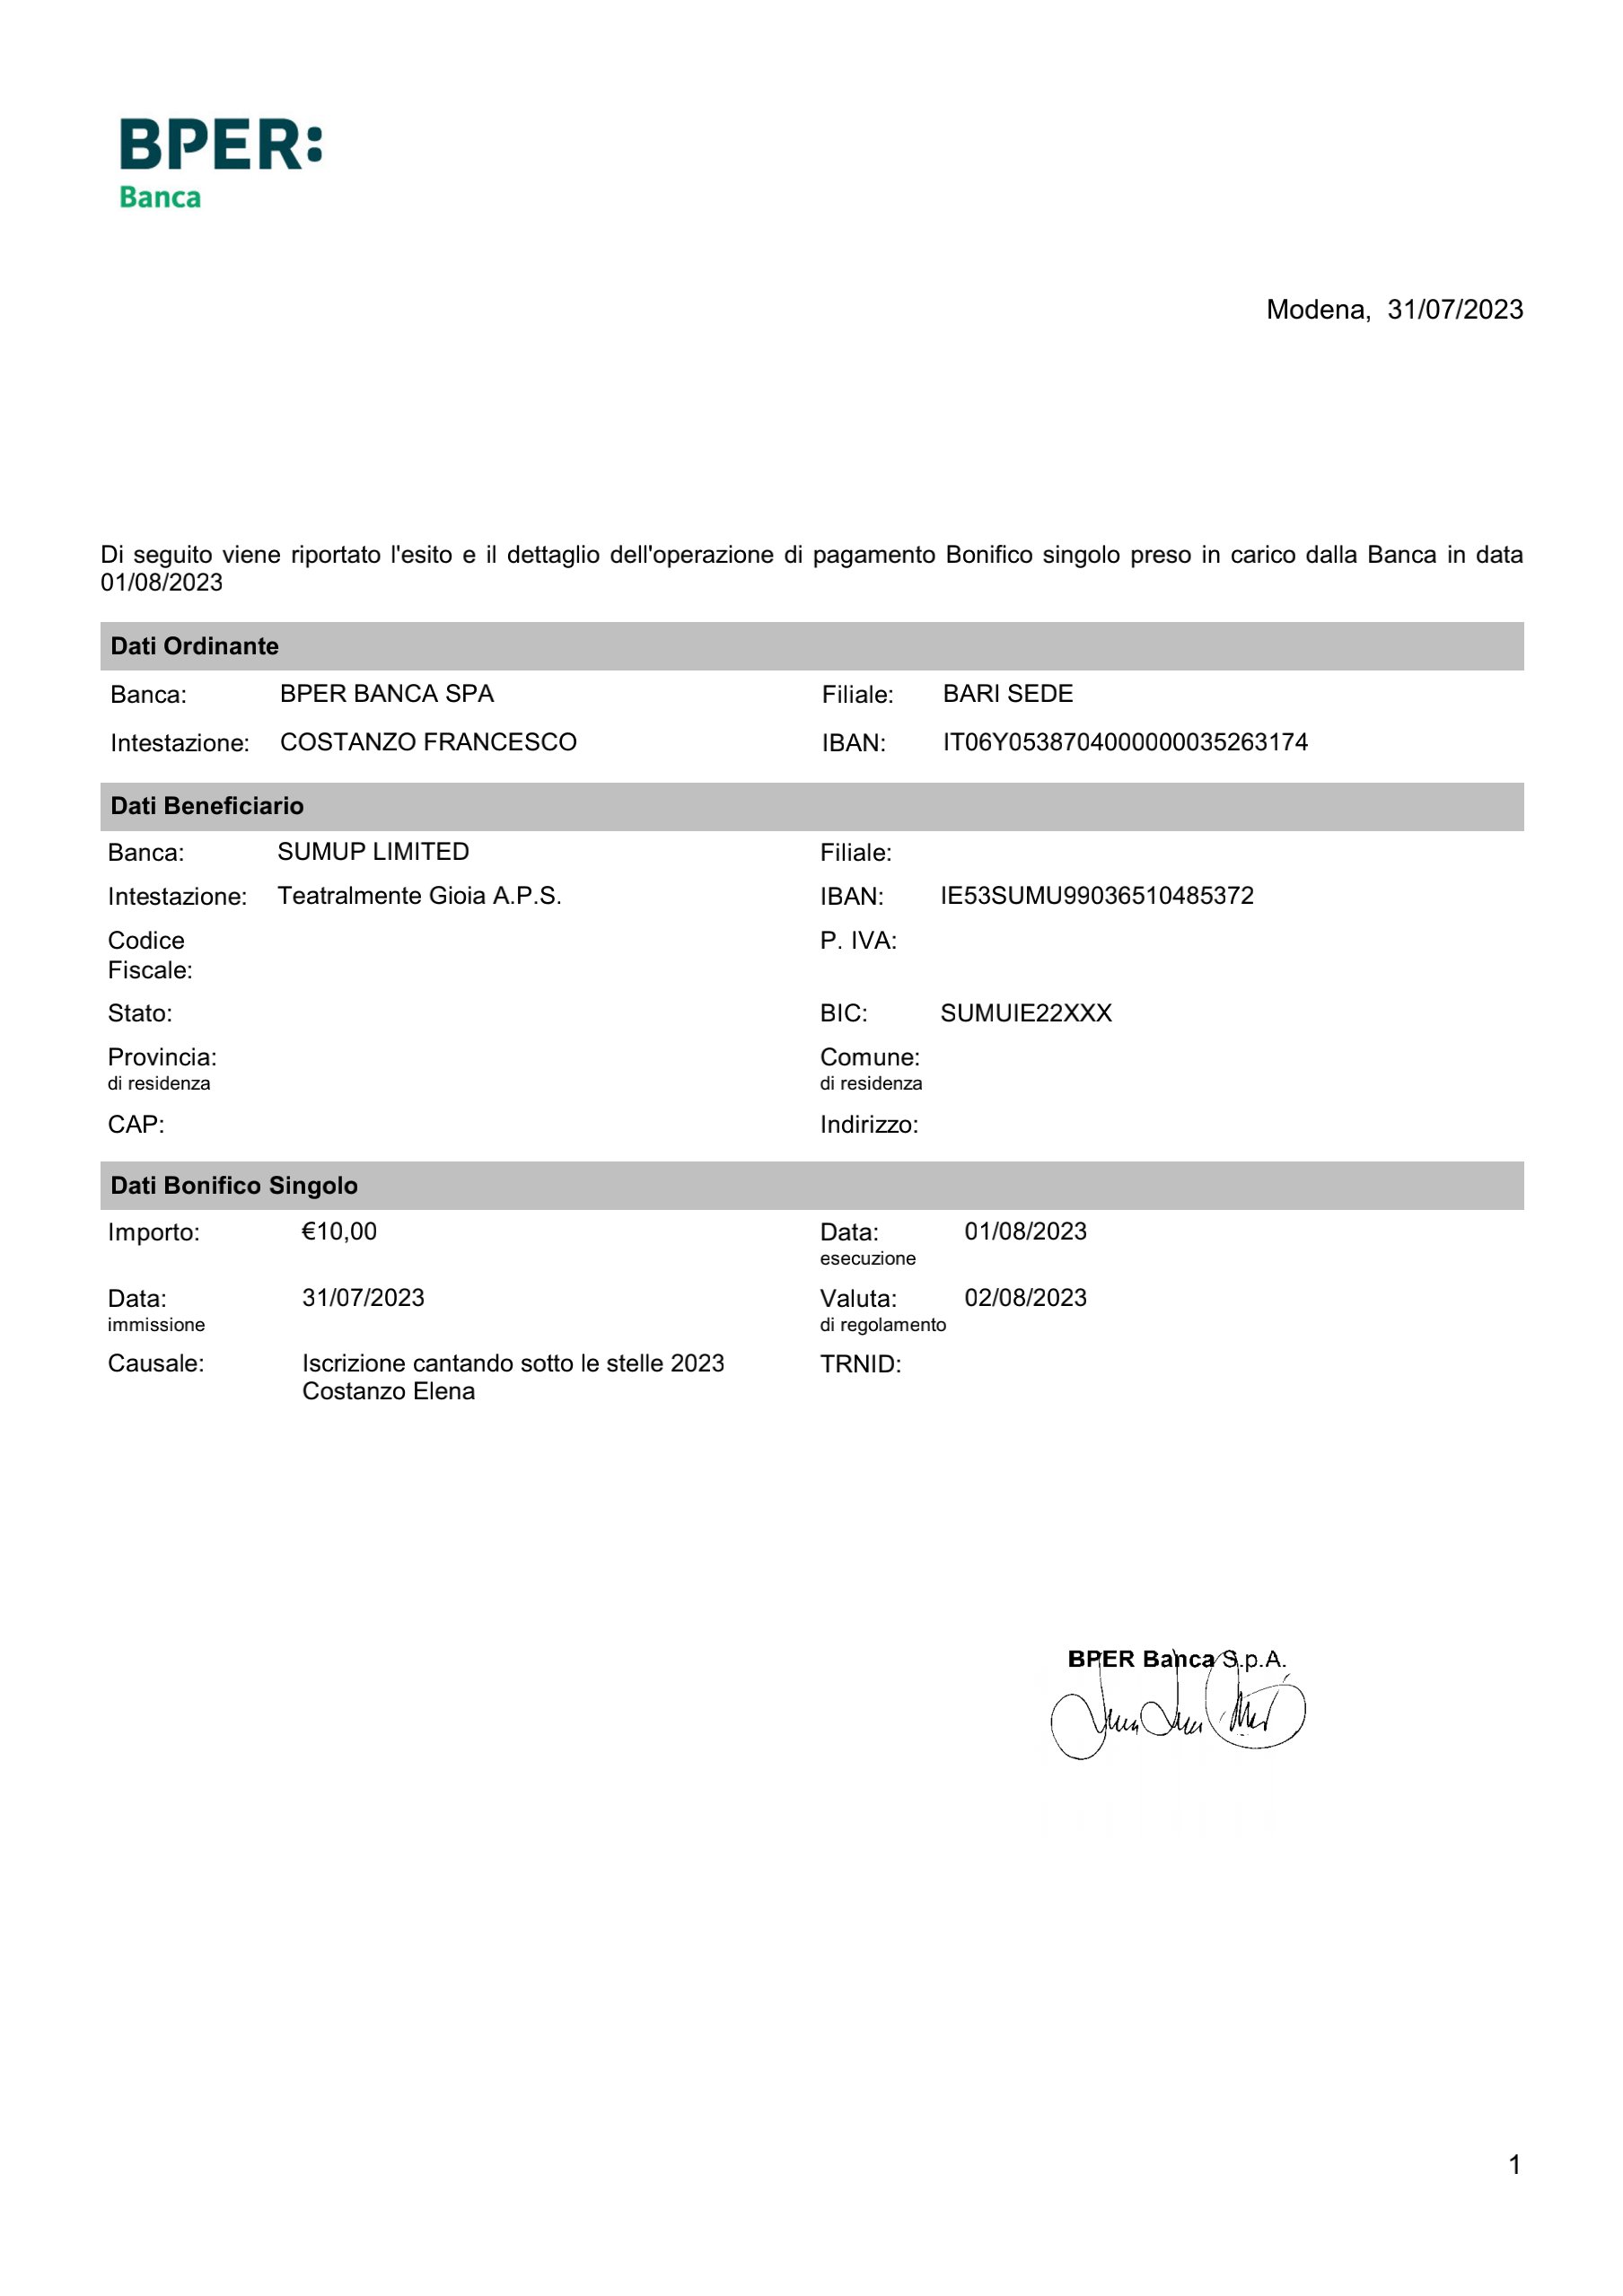 BPER:
Banca
Modena, 31/07/2023
Di seguito viene riportato l'esito e il dettaglio dell'operazione di pagamento Bonifico singolo preso in carico dalla Banca in data
01/08/2023
Dati Ordinante
Banca: BPER BANCA SPA Filiale: BARI SEDE
Intestazione: COSTANZO FRANCESCO IBAN: IT06Y0538704000000035263174
Dati Beneficiario
Banca: SUMUP LIMITED Filiale:
Intestazione: Teatralmente Gioia A.P.S. IBAN: IE53SUMU99036510485372
Codice P. IVA:
Fiscale:
Stato: BIC: SUMUIE22XXX
Provincia: Comune:
di residenza di residenza
CAP: Indirizzo:
Dati Bonifico Singolo
Importo: €10,00 Data: 01/08/2023
esecuzione
Data: 31/07/2023 Valuta: 02/08/2023
immissione di regolamento
Causale: Iscrizione cantando sotto le stelle 2023 TRNID:
Costanzo Elena
BPER Banca S.p.A.
1